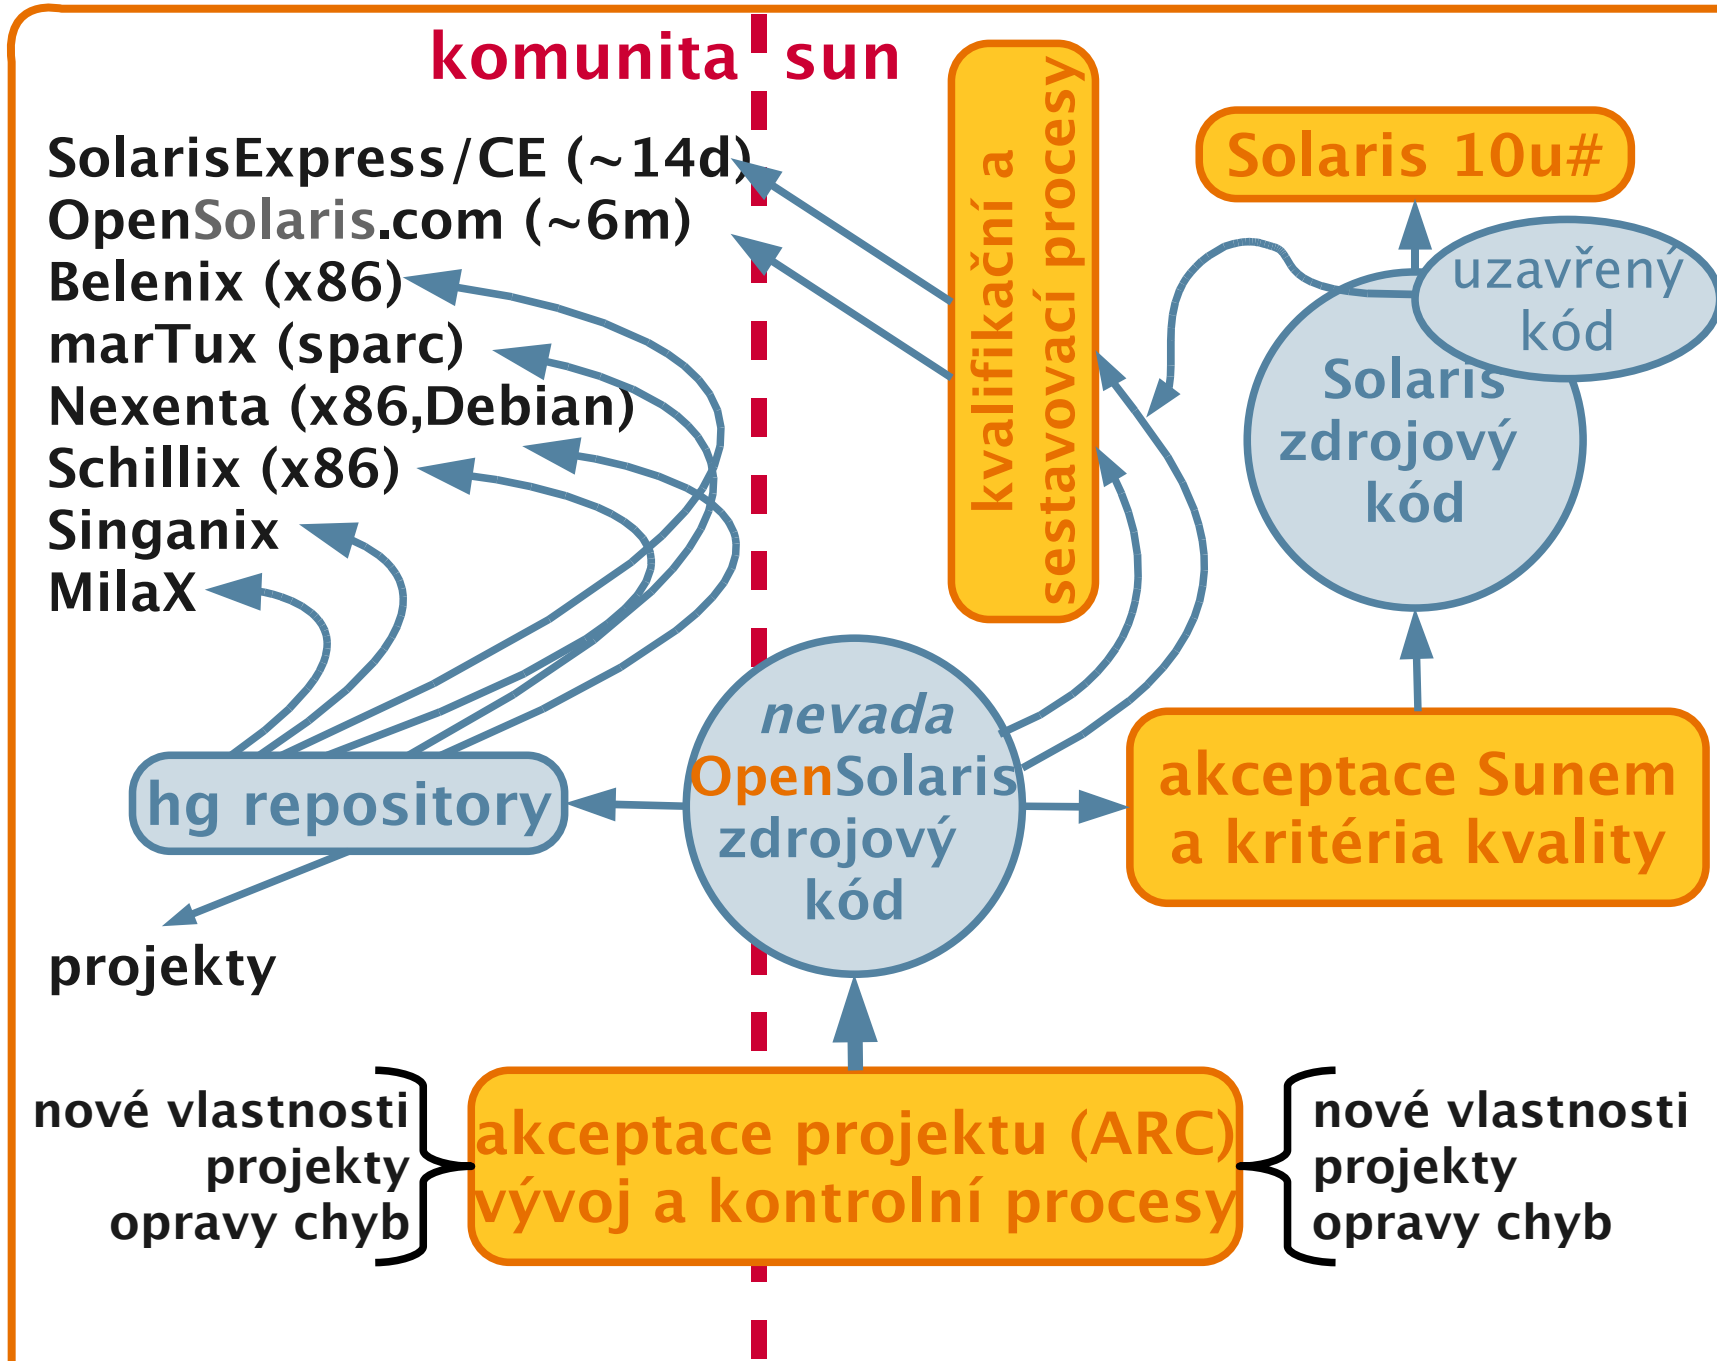 komunita
sun
SolarisExpress/CE (~14d)
OpenSolaris.com (~6m)
Belenix (x86)
marTux (sparc)
Nexenta (x86,Debian)
Schillix (x86)
Singanix
MilaX
kvalifikační a
sestavovací procesy
Solaris 10u#
uzavřený
kód
Solaris
zdrojový
kód
hg repository
nevada
OpenSolaris
zdrojový
kód
akceptace Sunem
a kritéria kvality
projekty
nové vlastnosti
projekty
opravy chyb
akceptace projektu (ARC)
vývoj a kontrolní procesy
nové vlastnosti
projekty
opravy chyb